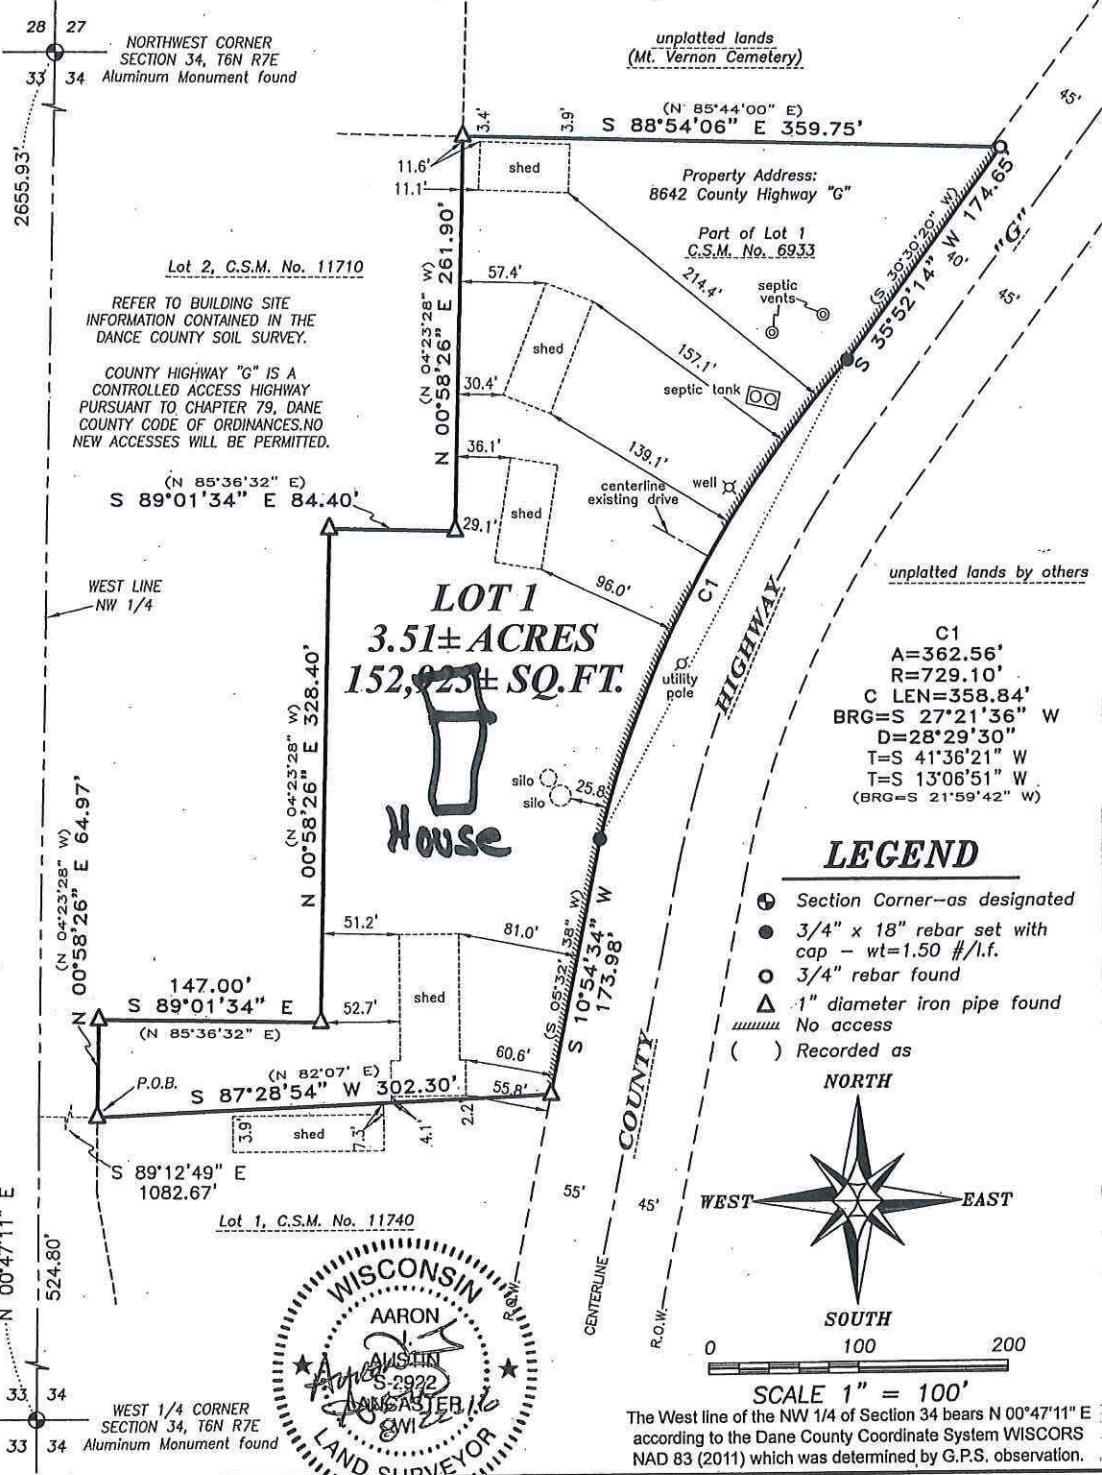 28 27
33 34
NORTHWEST CORNER
SECTION 34, T6N R7E
Aluminum Monument found
unplatted lands
(Mt. Vernon Cemetery)
45'
(N 85°44'00" E)
S 88°54'06" E 359.75'
3.4'
3.9'
11.6'
11.1'
shed
2655.93'
Property Address:
8642 County Highway "G"
Part of Lot 1
C.S.M. No. 6933
(S 30°30'20" W)
S 35°52'14" W 174.65'
"G"
40'
45'
Lot 2, C.S.M. No. 11710
(N 04°23'28" W)
N 00°58'26" E 261.90'
57.4'
214.4'
septic
vents
REFER TO BUILDING SITE
INFORMATION CONTAINED IN THE
DANCE COUNTY SOIL SURVEY.
COUNTY HIGHWAY "G" IS A
CONTROLLED ACCESS HIGHWAY
PURSUANT TO CHAPTER 79, DANE
COUNTY CODE OF ORDINANCES.NO
NEW ACCESSES WILL BE PERMITTED.
shed
157.1'
30.4'
septic tank
139.1'
36.1'
well
centerline
existing drive
(N 85°36'32" E)
S 89°01'34" E 84.40'
29.1'
shed
96.0'
C1
WEST LINE
NW 1/4
LOT 1
3.51± ACRES
152,923± SQ.FT.
utility
pole
HIGHWAY
unplatted lands by others
C1
A=362.56'
R=729.10'
C LEN=358.84'
BRG=S 27°21'36" W
D=28°29'30"
T=S 41°36'21" W
T=S 13°06'51" W
(BRG=S 21°59'42" W)
(N 04°23'28" W)
N 00°58'26" E 328.40'
silo
silo
25.8'
House
(N 04°23'28" W)
N 00°58'26" E 64.97'
LEGEND
Section Corner—as designated
3/4" x 18" rebar set with
cap – wt=1.50 #/l.f.
3/4" rebar found
1" diameter iron pipe found
No access
( ) Recorded as
51.2'
81.0'
(S 05°32'38" W)
S 10°54'34" W
173.98'
147.00'
S 89°01'34" E
(N 85°36'32" E)
52.7'
shed
60.6'
55.8'
P.O.B.
(N 82°07' E)
S 87°28'54" W 302.30'
3.9'
shed
7.3'
4.1'
2.2'
COUNTY
S 89°12'49" E
1082.67'
Lot 1, C.S.M. No. 11740
55'
45'
NORTH
WEST
EAST
SOUTH
N 00°47'11" E
524.80'
R.O.W.
CENTERLINE
R.O.W.
WISCONSIN
AARON
J.
AUSTIN
S-2922
LANCASTER
WI
LAND SURVEYOR
33 34
33 34
WEST 1/4 CORNER
SECTION 34, T6N R7E
Aluminum Monument found
0 100 200
SCALE 1" = 100'
The West line of the NW 1/4 of Section 34 bears N 00°47'11" E
according to the Dane County Coordinate System WISCORS
NAD 83 (2011) which was determined by G.P.S. observation.